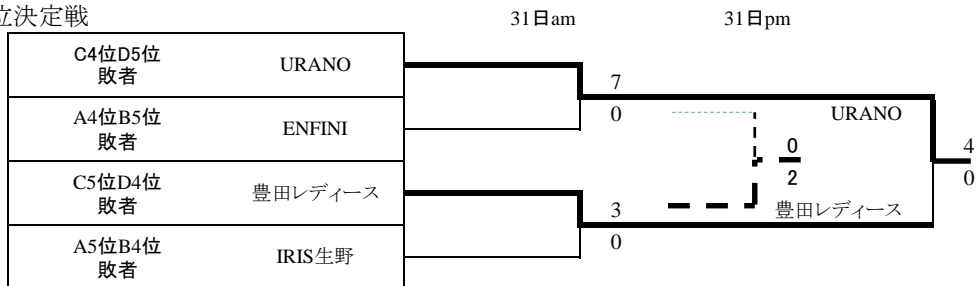 立決定戦
31日am 31日pm
C4位D5位
敗者
URANO
7
0
A4位B5位
敗者
ENFINI
URANO
0
2
4
0
C5位D4位
敗者
豊田レディース
3
0
豊田レディース
A5位B4位
敗者
IRIS生野